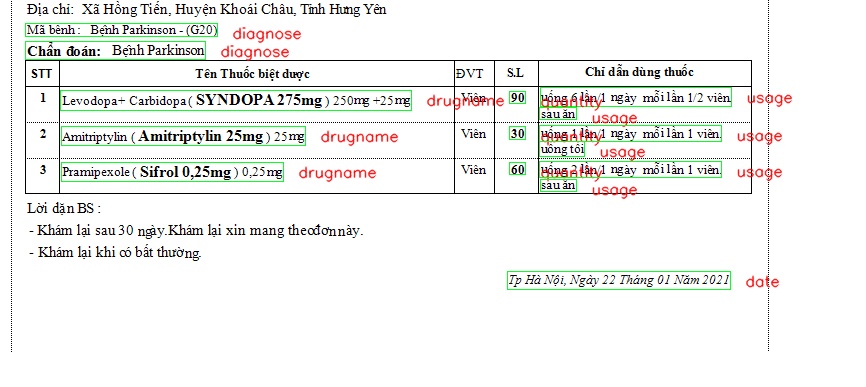 Địa chỉ: Xã Hồng Tiến, Huyện Khoái Châu, Tỉnh Hưng Yên
Mã bệnh : Bệnh Parkinson - (G20) diagnose
Chẩn đoán: Bệnh Parkinson diagnose
STT Tên Thuốc biệt dược ĐVT S.L Chỉ dẫn dùng thuốc
1 Levodopa+ Carbidopa ( SYNDOPA 275mg ) 250mg +25mg drugname Viên 90 quantity uống 6 lần/1 ngày mỗi lần 1/2 viên. usage
sau ăn usage
2 Amitriptylin ( Amitriptylin 25mg ) 25mg drugname Viên 30 quantity uống 1 lần/1 ngày mỗi lần 1 viên. usage
uống tối usage
3 Pramipexole ( Sifrol 0,25mg ) 0,25mg drugname Viên 60 quantity uống 2 lần/1 ngày mỗi lần 1 viên. usage
sau ăn usage
Lời dặn BS :
- Khám lại sau 30 ngày.Khám lại xin mang theo đơn này.
- Khám lại khi có bất thường.
Tp Hà Nội, Ngày 22 Tháng 01 Năm 2021 date